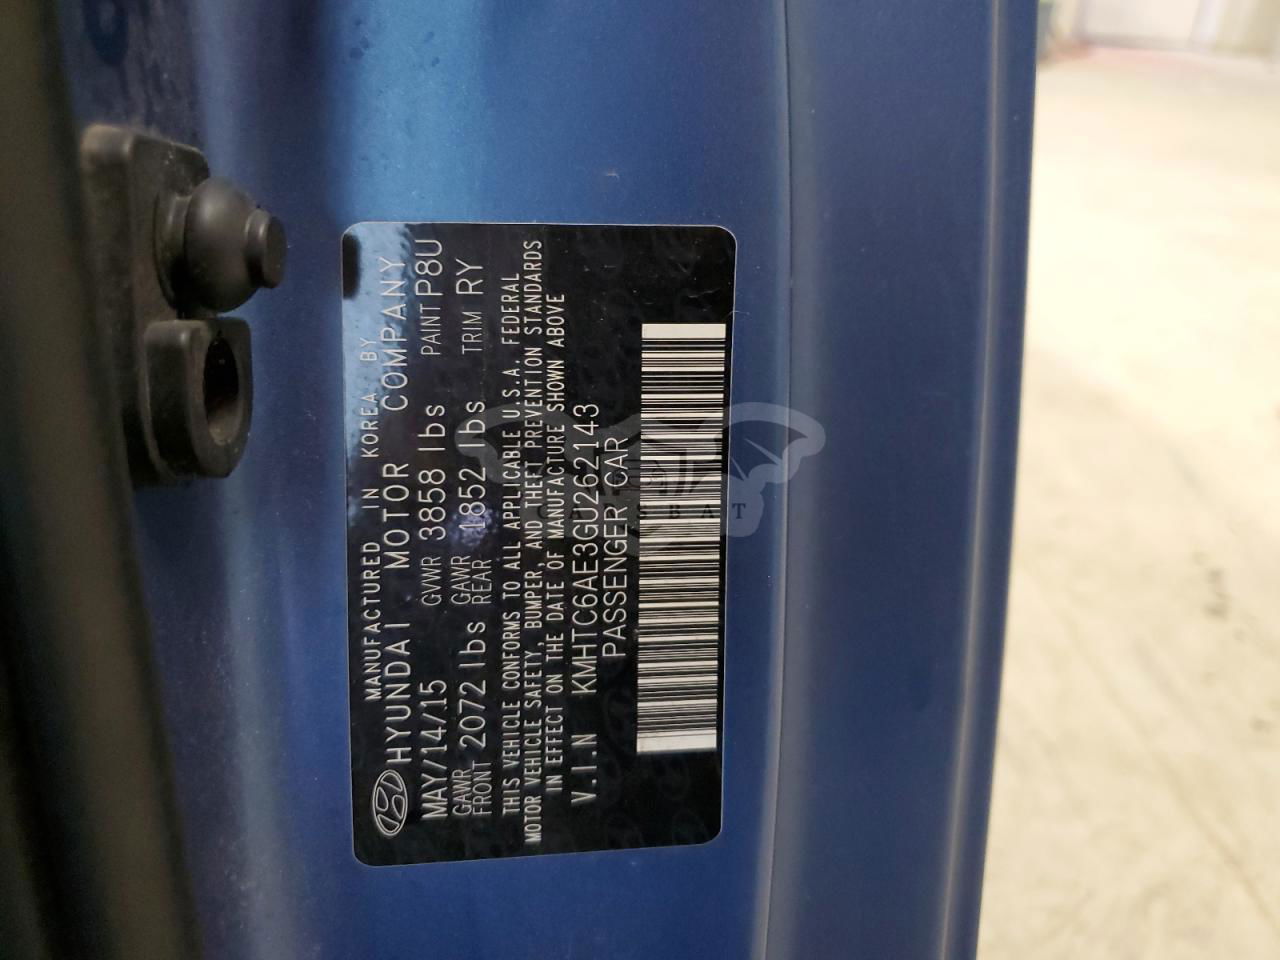 MANUFACTURED IN KOREA BY
HYUNDAI MOTOR COMPANY
MAY/14/15 GVWR 3858 lbs PAINT P8U
GAWR FRONT 2072 lbs GAWR REAR 1852 lbs TRIM RY
THIS VEHICLE CONFORMS TO ALL APPLICABLE U.S.A. FEDERAL
MOTOR VEHICLE SAFETY, BUMPER, AND THEFT PREVENTION STANDARDS
IN EFFECT ON THE DATE OF MANUFACTURE SHOWN ABOVE
V.I.N KMHTC6AE3GU262143
PASSENGER CAR
CARSBAT